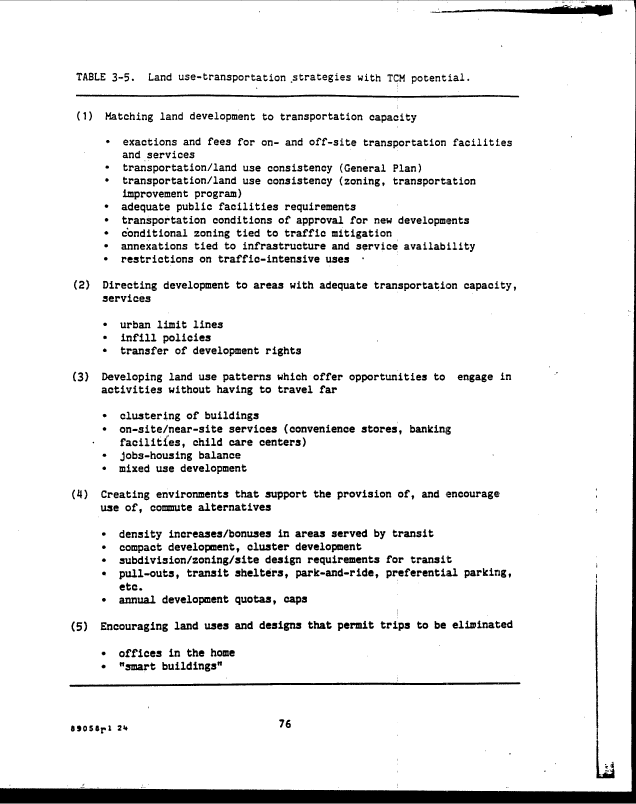 TABLE 3-5. Land use-transportation strategies with TCM potential.
(1) Matching land development to transportation capacity
• exactions and fees for on- and off-site transportation facilities
and services
• transportation/land use consistency (General Plan)
• transportation/land use consistency (zoning, transportation
improvement program)
• adequate public facilities requirements
• transportation conditions of approval for new developments
• conditional zoning tied to traffic mitigation
• annexations tied to infrastructure and service availability
• restrictions on traffic-intensive uses
(2) Directing development to areas with adequate transportation capacity,
services
• urban limit lines
• infill policies
• transfer of development rights
(3) Developing land use patterns which offer opportunities to engage in
activities without having to travel far
• clustering of buildings
• on-site/near-site services (convenience stores, banking
facilities, child care centers)
• jobs-housing balance
• mixed use development
(4) Creating environments that support the provision of, and encourage
use of, commute alternatives
• density increases/bonuses in areas served by transit
• compact development, cluster development
• subdivision/zoning/site design requirements for transit
• pull-outs, transit shelters, park-and-ride, preferential parking,
etc.
• annual development quotas, caps
(5) Encouraging land uses and designs that permit trips to be eliminated
• offices in the home
• "smart buildings"
89058r1 24
76